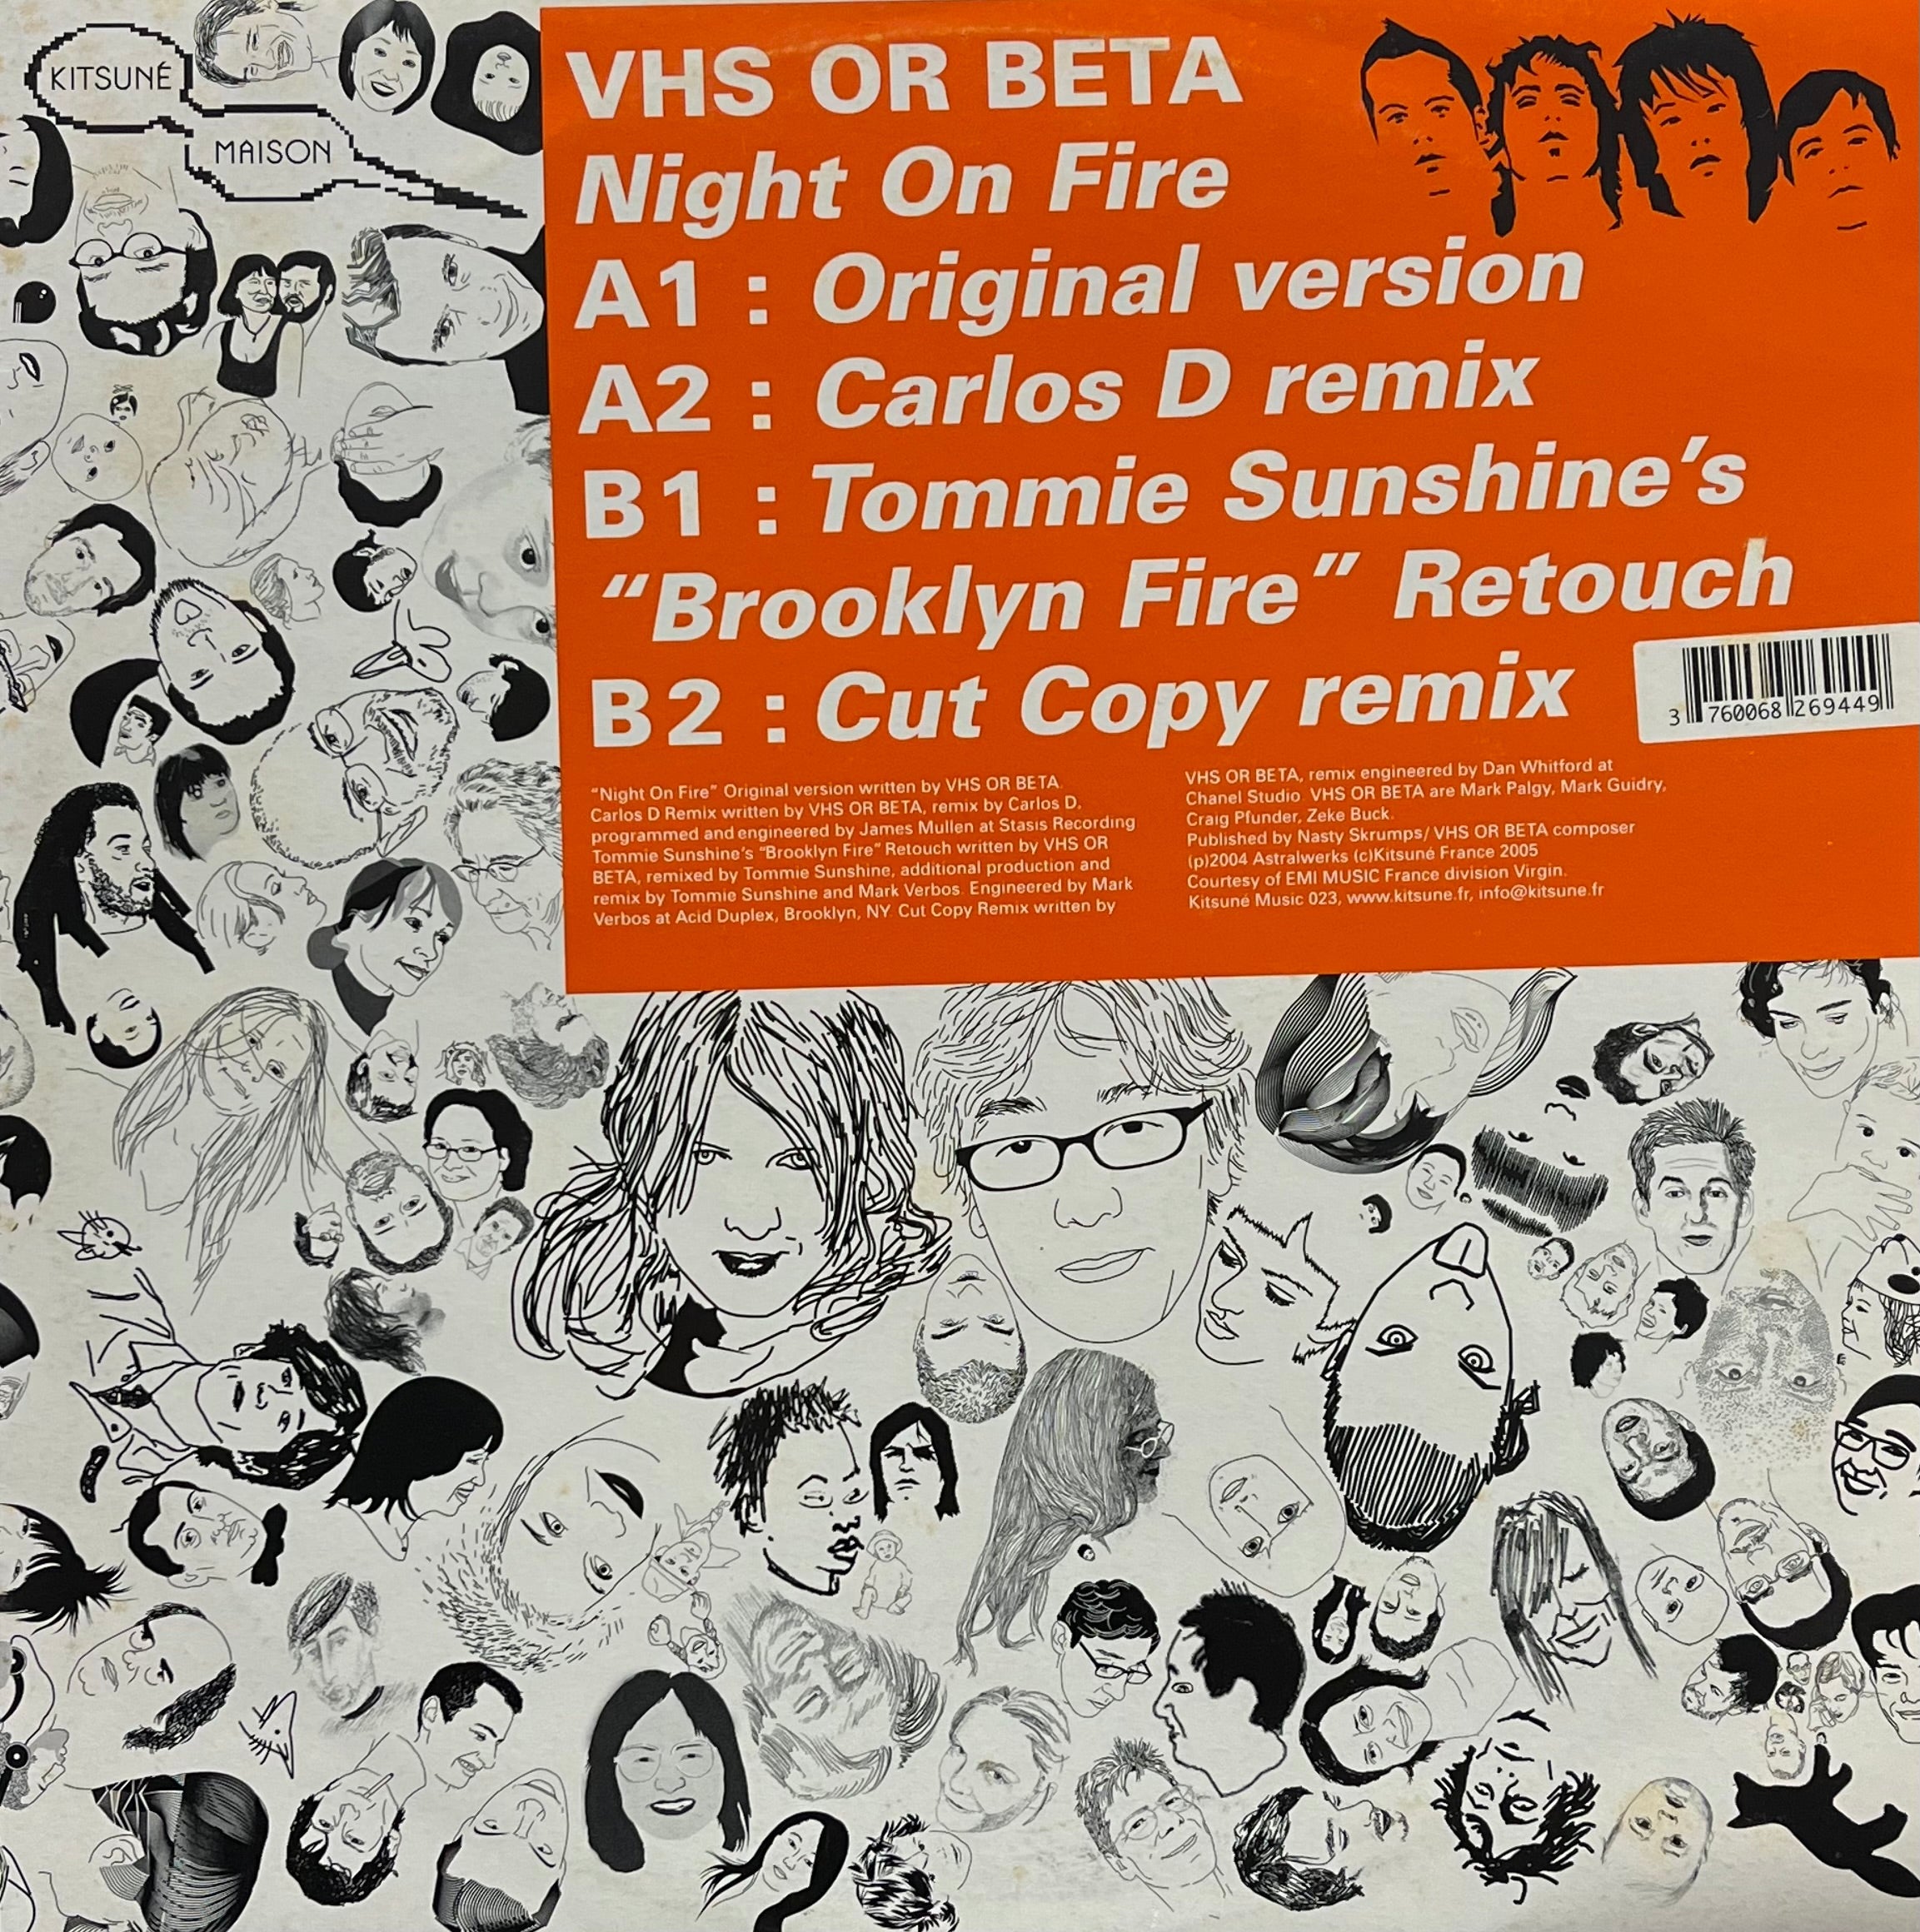 KITSUNÉ
MAISON
VHS OR BETA
Night On Fire
A1 : Original version
A2 : Carlos D remix
B1 : Tommie Sunshine’s
“Brooklyn Fire” Retouch
B2 : Cut Copy remix
3 760068 269449
“Night On Fire” Original version written by VHS OR BETA.
Carlos D Remix written by VHS OR BETA, remix by Carlos D,
programmed and engineered by James Mullen at Stasis Recording
Tommie Sunshine’s “Brooklyn Fire” Retouch written by VHS OR
BETA, remixed by Tommie Sunshine, additional production and
remix by Tommie Sunshine and Mark Verbos. Engineered by Mark
Verbos at Acid Duplex, Brooklyn, NY. Cut Copy Remix written by
VHS OR BETA, remix engineered by Dan Whitford at
Chanel Studio. VHS OR BETA are Mark Palgy, Mark Guidry,
Craig Pfunder, Zeke Buck.
Published by Nasty Skrumps/ VHS OR BETA composer
(p)2004 Astralwerks (c)Kitsuné France 2005
Courtesy of EMI MUSIC France division Virgin.
Kitsuné Music 023, www.kitsune.fr, info@kitsune.fr